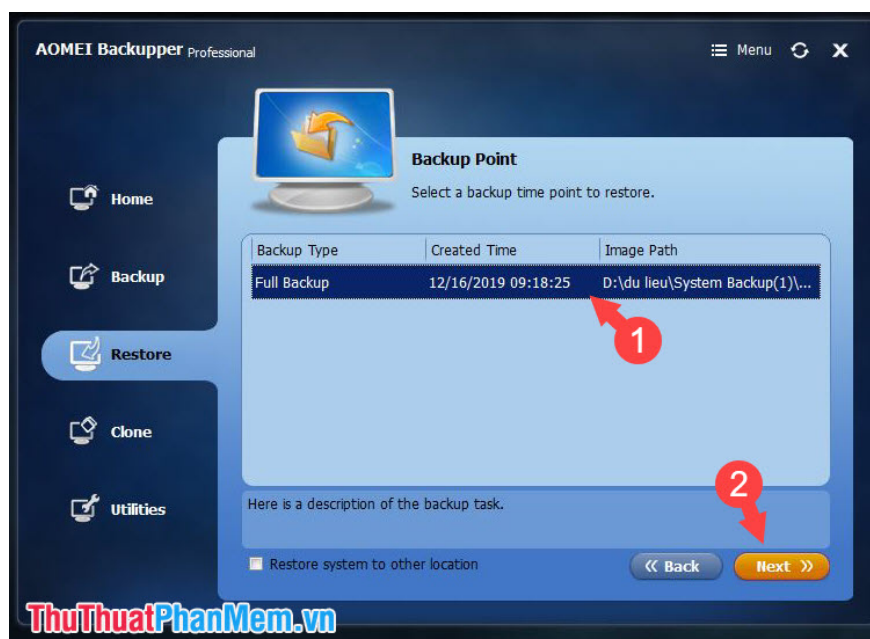 AOMEI Backupper Professional
Menu
Backup Point
Select a backup time point to restore.
Home
Backup
Restore
Clone
Utilities
Backup Type Created Time Image Path
Full Backup 12/16/2019 09:18:25 D:\du lieu\System Backup(1)\...
1
2
Here is a description of the backup task.
Restore system to other location
Back
Next
ThuThuatPhanMem.vn